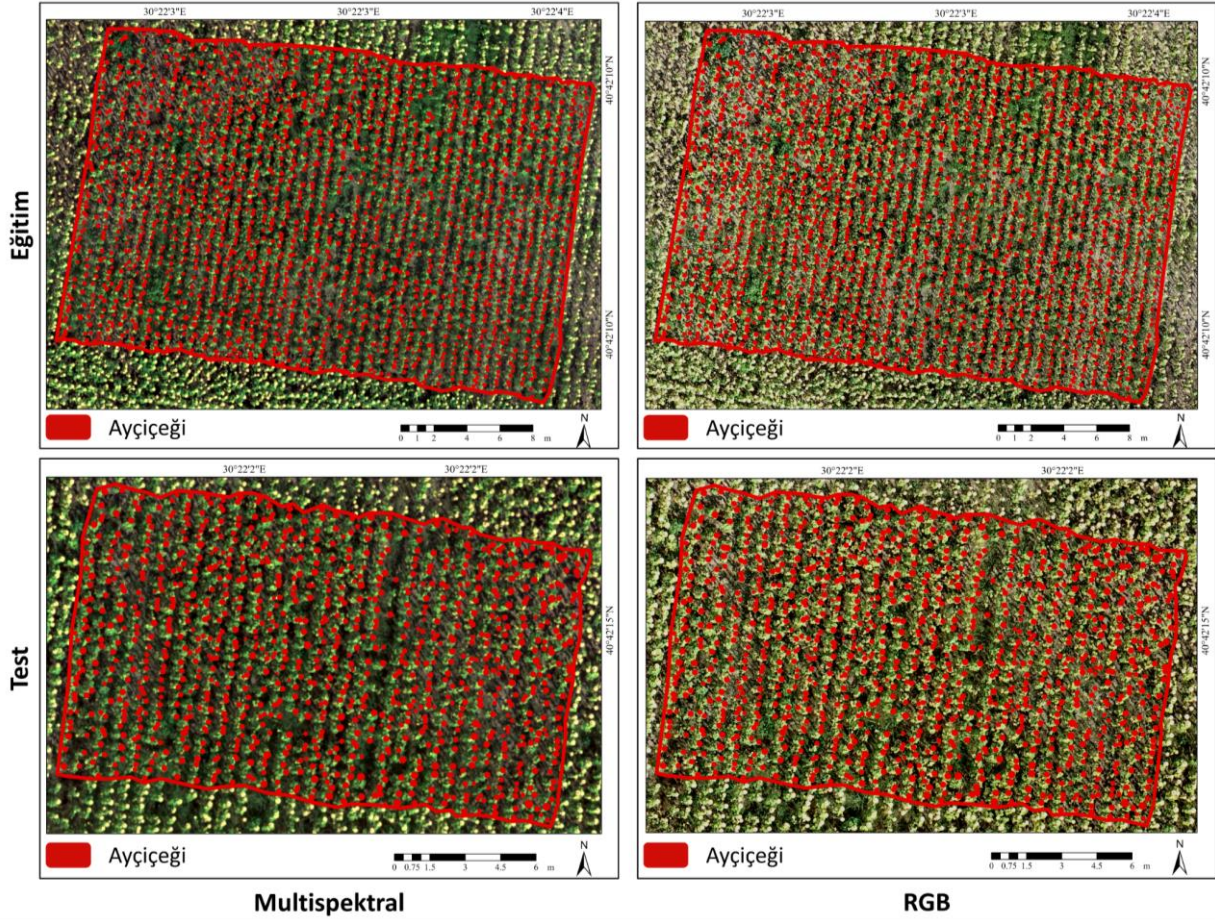 30°22'3"E 30°22'3"E 30°22'4"E
30°22'3"E 30°22'3"E 30°22'4"E
40°42'10"N
40°42'10"N
40°42'10"N
40°42'10"N
Eğitim
Ayçiçeği
0 1 2 4 6 8 m
N
Ayçiçeği
0 1 2 4 6 8 m
N
30°22'2"E 30°22'2"E
30°22'2"E 30°22'2"E
40°42'15"N
40°42'15"N
Test
Ayçiçeği
0 0.75 1.5 3 4.5 6 m
N
Ayçiçeği
0 0.75 1.5 3 4.5 6 m
N
Multispektral
RGB